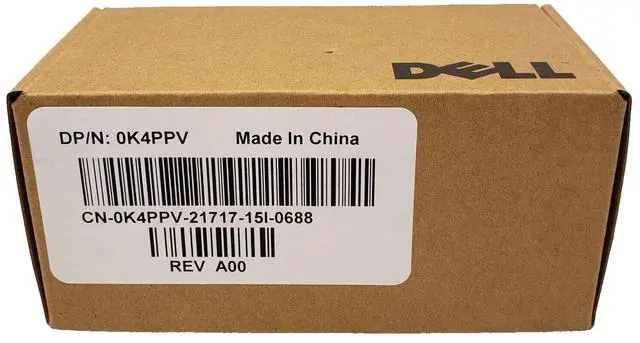 DELL
DP/N: 0K4PPV Made In China
CN-0K4PPV-21717-15I-0688
REV A00